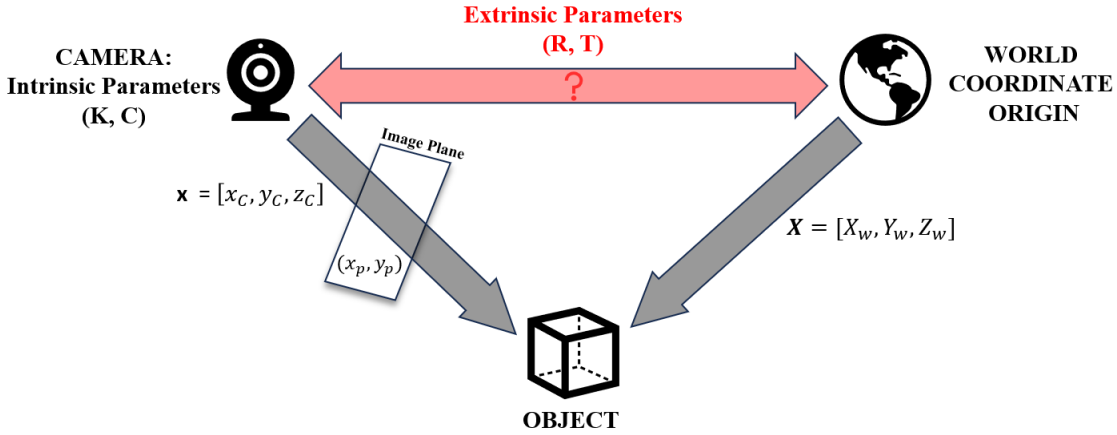 Extrinsic Parameters
(R, T)
CAMERA:
Intrinsic Parameters
(K, C)
?
WORLD
COORDINATE
ORIGIN
Image Plane
𝐱 = [x_C, y_C, z_C]
(x_p, y_p)
𝑿 = [X_w, Y_w, Z_w]
OBJECT